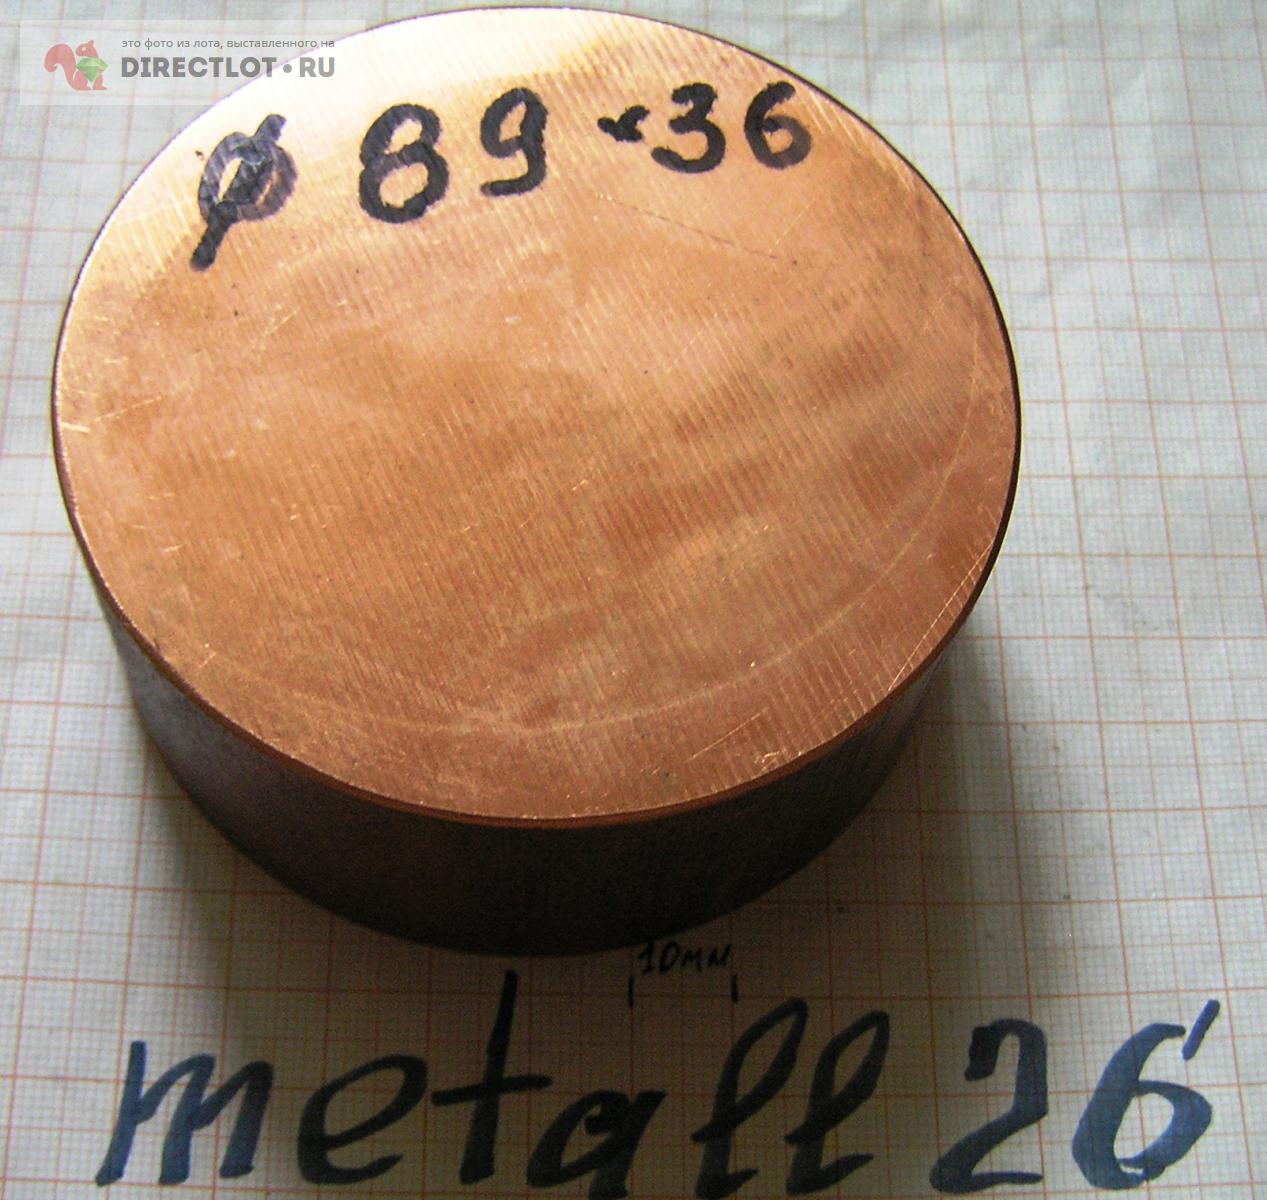 это фото из лота, выставленного на
DIRECTLOT•RU
ø 89 × 36
10мм
metall 26